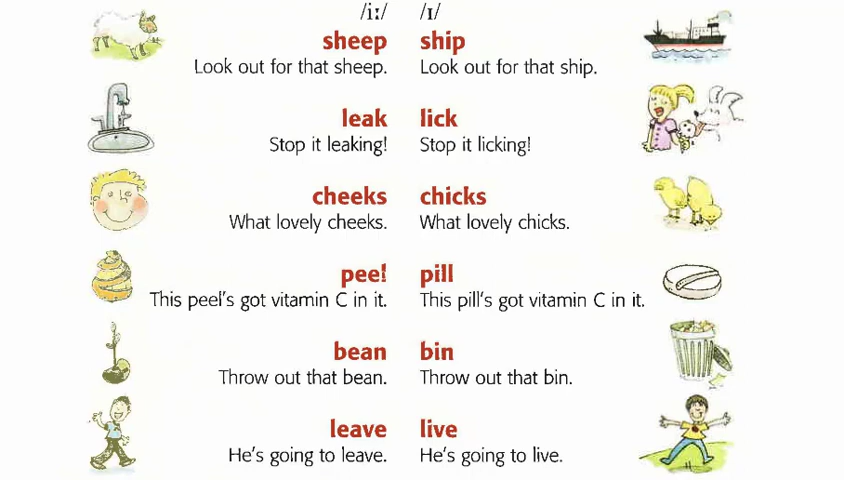 /iː/ /ɪ/
sheep ship
Look out for that sheep. Look out for that ship.
leak lick
Stop it leaking! Stop it licking!
cheeks chicks
What lovely cheeks. What lovely chicks.
peel pill
This peel's got vitamin C in it. This pill's got vitamin C in it.
bean bin
Throw out that bean. Throw out that bin.
leave live
He's going to leave. He's going to live.